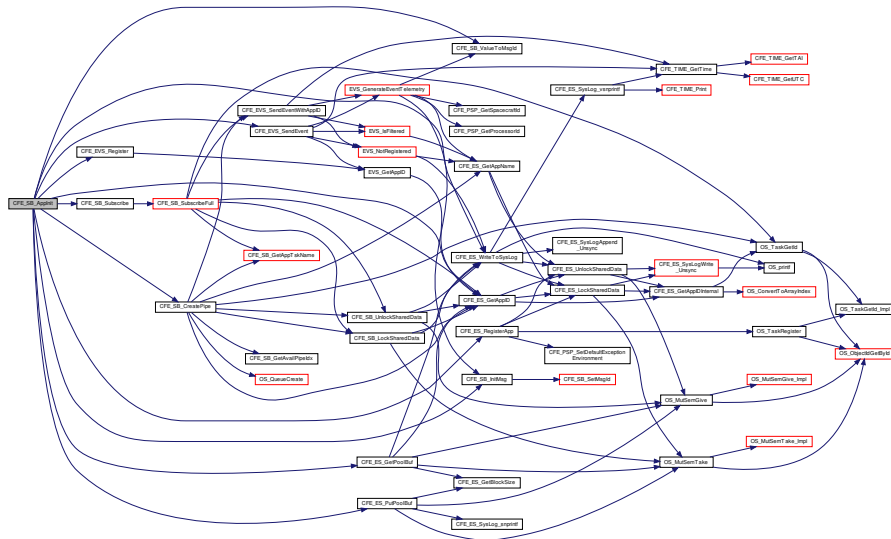 CFE_SB_ValueToMsgId
CFE_TIME_GetTime
CFE_TIME_GetTAI
CFE_TIME_GetUTC
CFE_ES_SysLog_vsnprintf
CFE_TIME_Print
EVS_GenerateEventTelemetry
CFE_PSP_GetSpacecraftId
CFE_PSP_GetProcessorId
CFE_EVS_SendEventWithAppID
CFE_EVS_SendEvent
EVS_IsFiltered
EVS_NotRegistered
EVS_GetAppID
CFE_EVS_Register
CFE_ES_GetAppName
CFE_SB_AppInit
CFE_SB_Subscribe
CFE_SB_SubscribeFull
CFE_SB_GetAppTskName
CFE_ES_WriteToSysLog
CFE_ES_SysLogAppend
_Unsync
OS_TaskGetId
OS_printf
CFE_ES_UnlockSharedData
CFE_ES_SysLogWrite
_Unsync
CFE_ES_LockSharedData
CFE_ES_GetAppIDInternal
OS_ConvertToArrayIndex
CFE_SB_CreatePipe
CFE_SB_UnlockSharedData
CFE_SB_LockSharedData
CFE_ES_GetAppID
OS_TaskGetId_Impl
CFE_ES_RegisterApp
OS_TaskRegister
CFE_PSP_SetDefaultException
Environment
OS_ObjectIdGetById
CFE_SB_GetAvailPipeIdx
OS_QueueCreate
CFE_SB_InitMsg
CFE_SB_SetMsgId
OS_MutSemGive
OS_MutSemGive_Impl
CFE_ES_GetPoolBuf
CFE_ES_GetBlockSize
OS_MutSemTake
OS_MutSemTake_Impl
CFE_ES_PutPoolBuf
CFE_ES_SysLog_snprintf